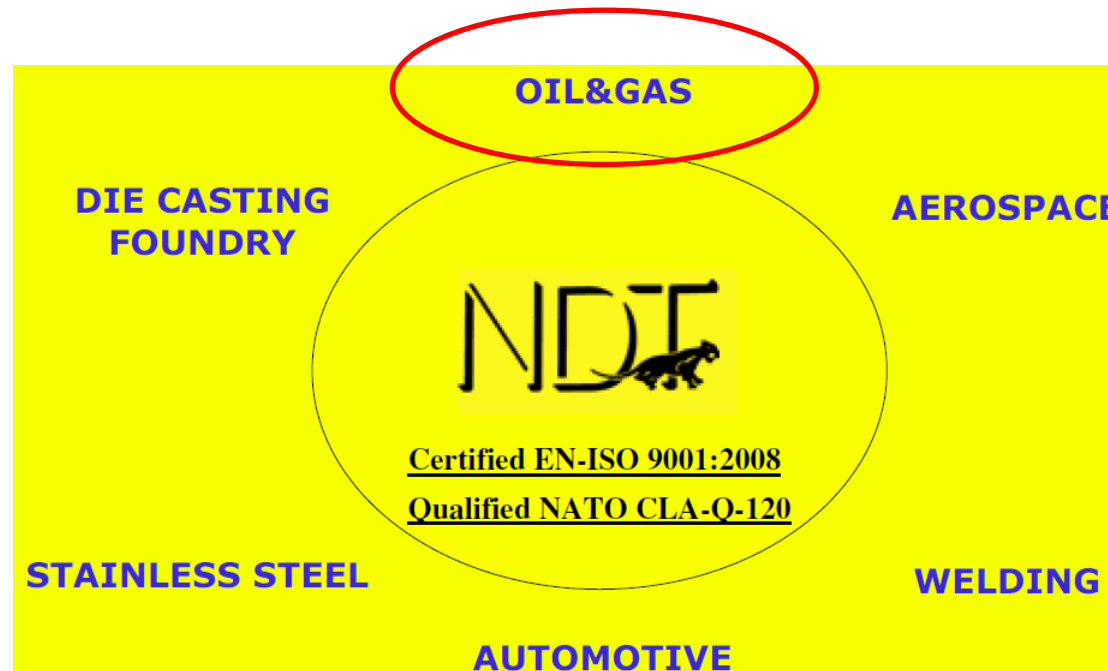 OIL&GAS
DIE CASTING
FOUNDRY
AEROSPACE
NDT
Certified EN-ISO 9001:2008
Qualified NATO CLA-Q-120
STAINLESS STEEL
WELDING
AUTOMOTIVE